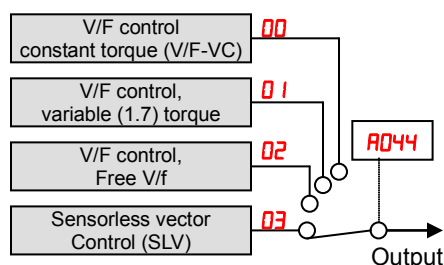 V/F control
constant torque (V/F-VC)
00
V/F control,
variable (1.7) torque
01
A044
V/F control,
Free V/f
02
Sensorless vector
Control (SLV)
03
Output